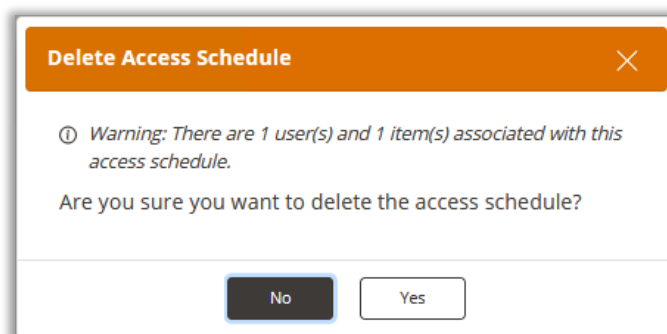 Delete Access Schedule
Warning: There are 1 user(s) and 1 item(s) associated with this
access schedule.
Are you sure you want to delete the access schedule?
No
Yes